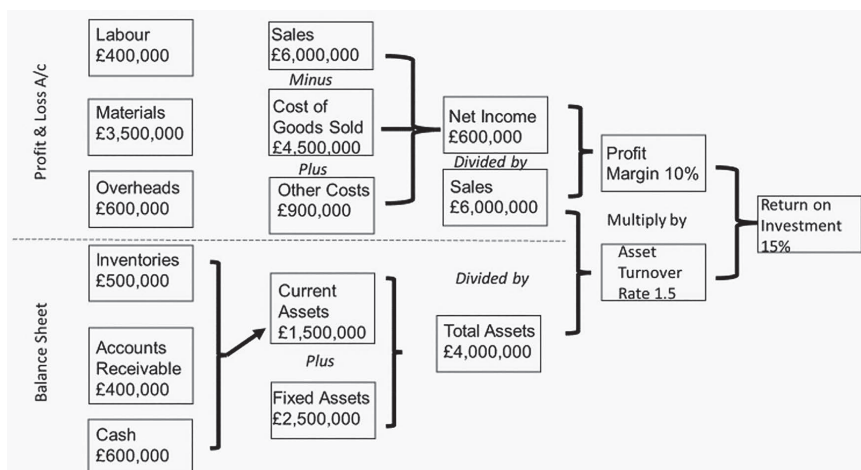 Profit & Loss A/c
Labour
£400,000
Materials
£3,500,000
Overheads
£600,000
Sales
£6,000,000
Minus
Cost of
Goods Sold
£4,500,000
Plus
Other Costs
£900,000
Net Income
£600,000
Divided by
Sales
£6,000,000
Profit
Margin 10%
Multiply by
Return on
Investment
15%
Balance Sheet
Inventories
£500,000
Accounts
Receivable
£400,000
Cash
£600,000
Current
Assets
£1,500,000
Plus
Fixed Assets
£2,500,000
Divided by
Total Assets
£4,000,000
Asset
Turnover
Rate 1.5